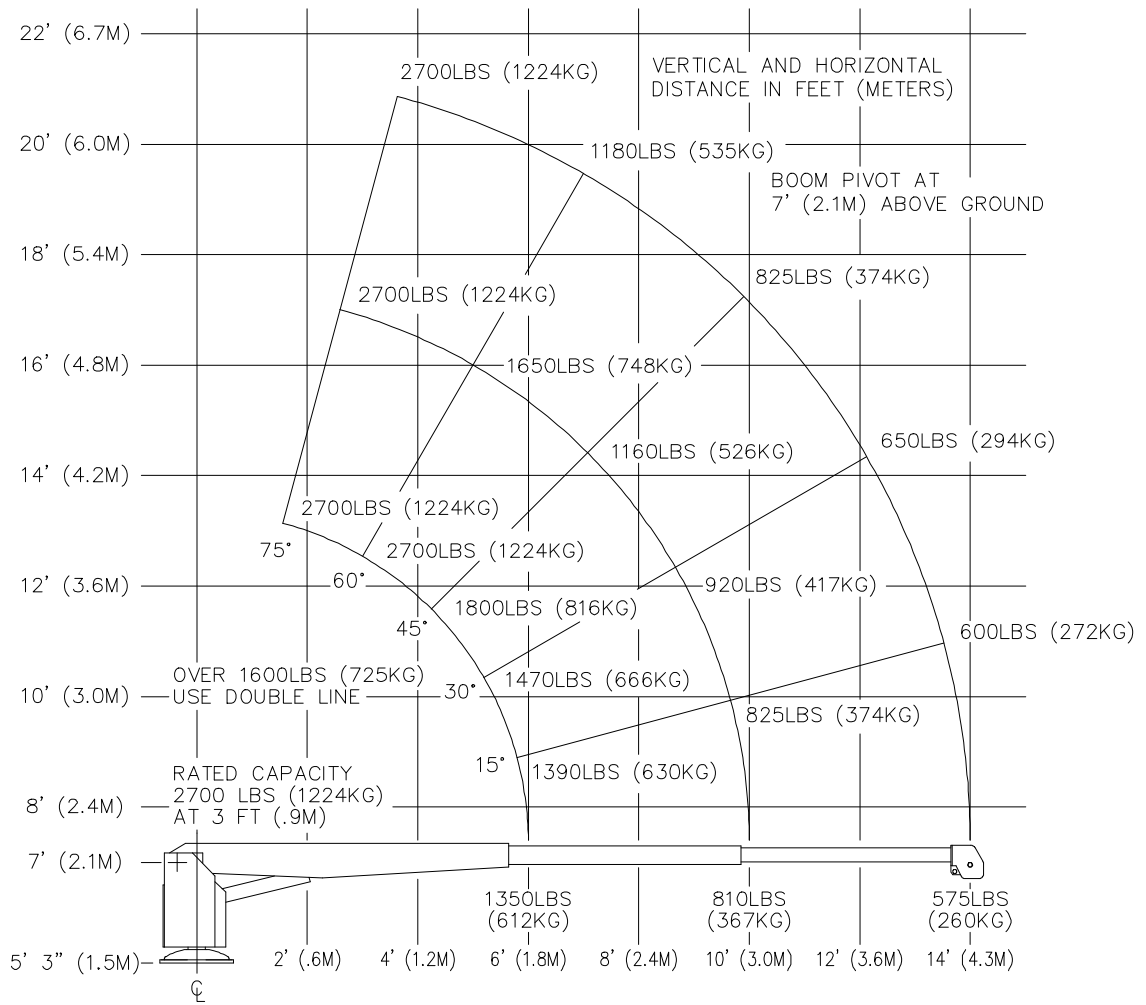 22' (6.7M)
2700LBS (1224KG)
VERTICAL AND HORIZONTAL
DISTANCE IN FEET (METERS)
20' (6.0M)
1180LBS (535KG)
BOOM PIVOT AT
7' (2.1M) ABOVE GROUND
18' (5.4M)
825LBS (374KG)
2700LBS (1224KG)
16' (4.8M)
1650LBS (748KG)
650LBS (294KG)
1160LBS (526KG)
14' (4.2M)
2700LBS (1224KG)
75°
2700LBS (1224KG)
60°
12' (3.6M)
920LBS (417KG)
1800LBS (816KG)
45°
600LBS (272KG)
OVER 1600LBS (725KG)
USE DOUBLE LINE
1470LBS (666KG)
30°
10' (3.0M)
825LBS (374KG)
15°
1390LBS (630KG)
RATED CAPACITY
2700 LBS (1224KG)
AT 3 FT (.9M)
8' (2.4M)
7' (2.1M)
1350LBS
(612KG)
810LBS
(367KG)
575LBS
(260KG)
5' 3" (1.5M)
2' (.6M)
4' (1.2M)
6' (1.8M)
8' (2.4M)
10' (3.0M)
12' (3.6M)
14' (4.3M)
℄